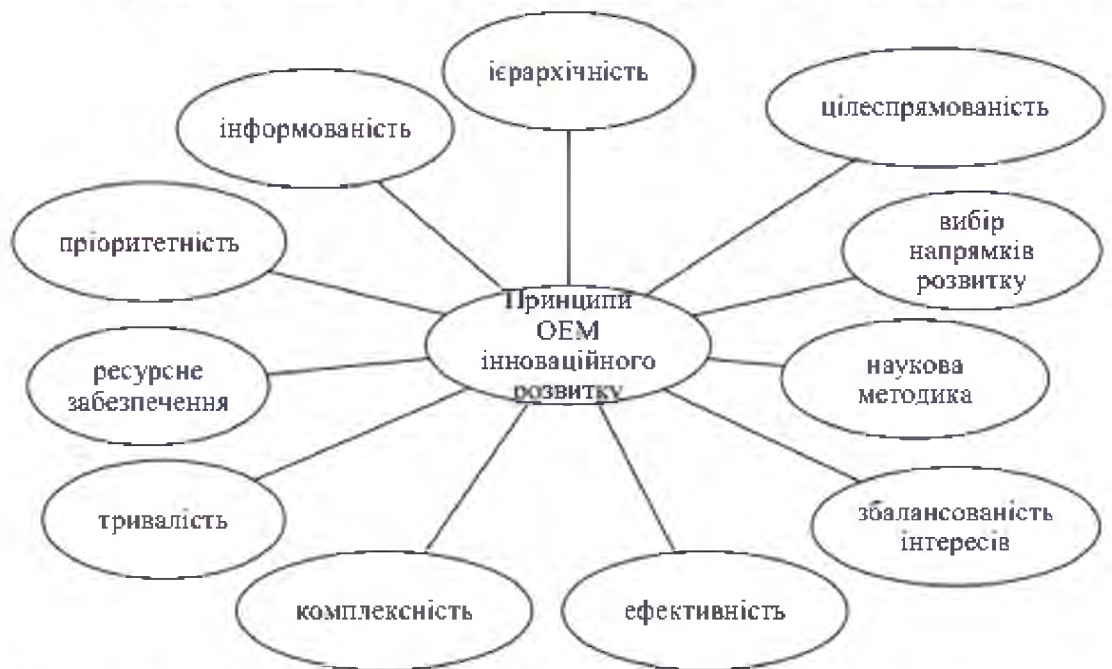 ієрархічність
цілеспрямованість
інформованість
пріоритетність
вибір
напрямків
розвитку
Принципи
ОЕМ
інноваційного
розвитку
ресурсне
забезпечення
наукова
методика
тривалість
збалансованість
інтересів
комплексність
ефективність